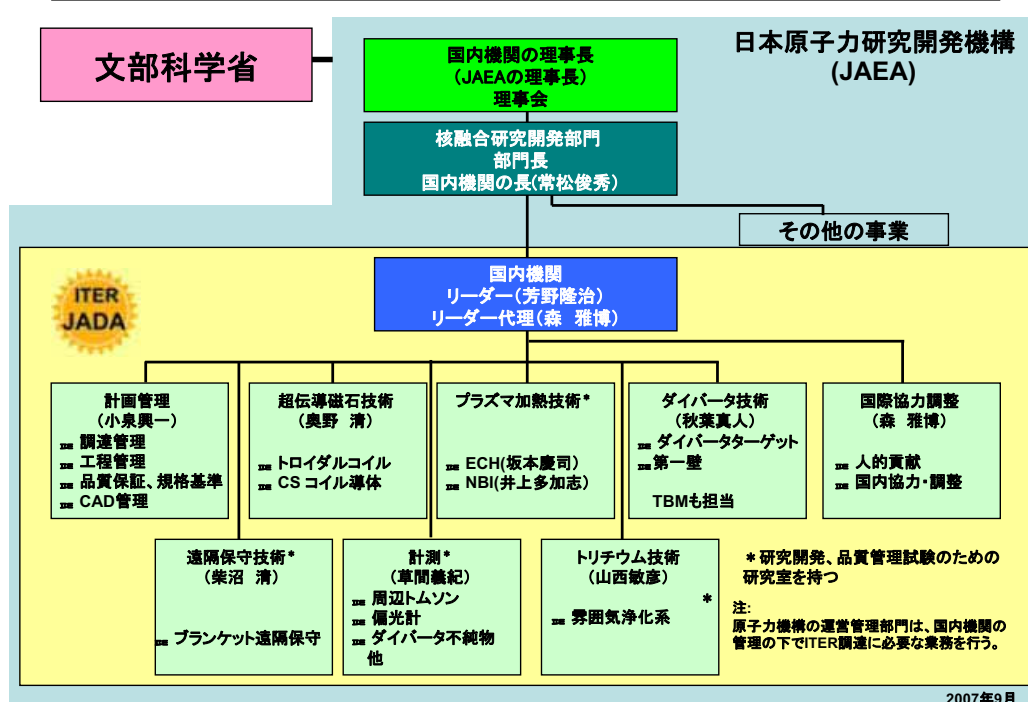 文部科学省
日本原子力研究開発機構
(JAEA)
国内機関の理事長
(JAEAの理事長)
理事会
核融合研究開発部門
部門長
国内機関の長(常松俊秀)
その他の事業
ITER
JADA
国内機関
リーダー(芳野隆治)
リーダー代理(森 雅博)
計画管理
(小泉興一)
調達管理
工程管理
品質保証、規格基準
CAD管理
超伝導磁石技術
(奥野 清)
トロイダルコイル
CS コイル導体
プラズマ加熱技術*
ECH(坂本慶司)
NBI(井上多加志)
ダイバータ技術
(秋葉真人)
ダイバータターゲット
第一壁
TBMも担当
国際協力調整
(森 雅博)
人的貢献
国内協力・調整
遠隔保守技術*
(柴沼 清)
ブランケット遠隔保守
計測*
(草間義紀)
周辺トムソン
偏光計
ダイバータ不純物
他
トリチウム技術
(山西敏彦)
*
雰囲気浄化系
*研究開発、品質管理試験のための
研究室を持つ
注:
原子力機構の運営管理部門は、国内機関の
管理の下でITER調達に必要な業務を行う。
2007年9月